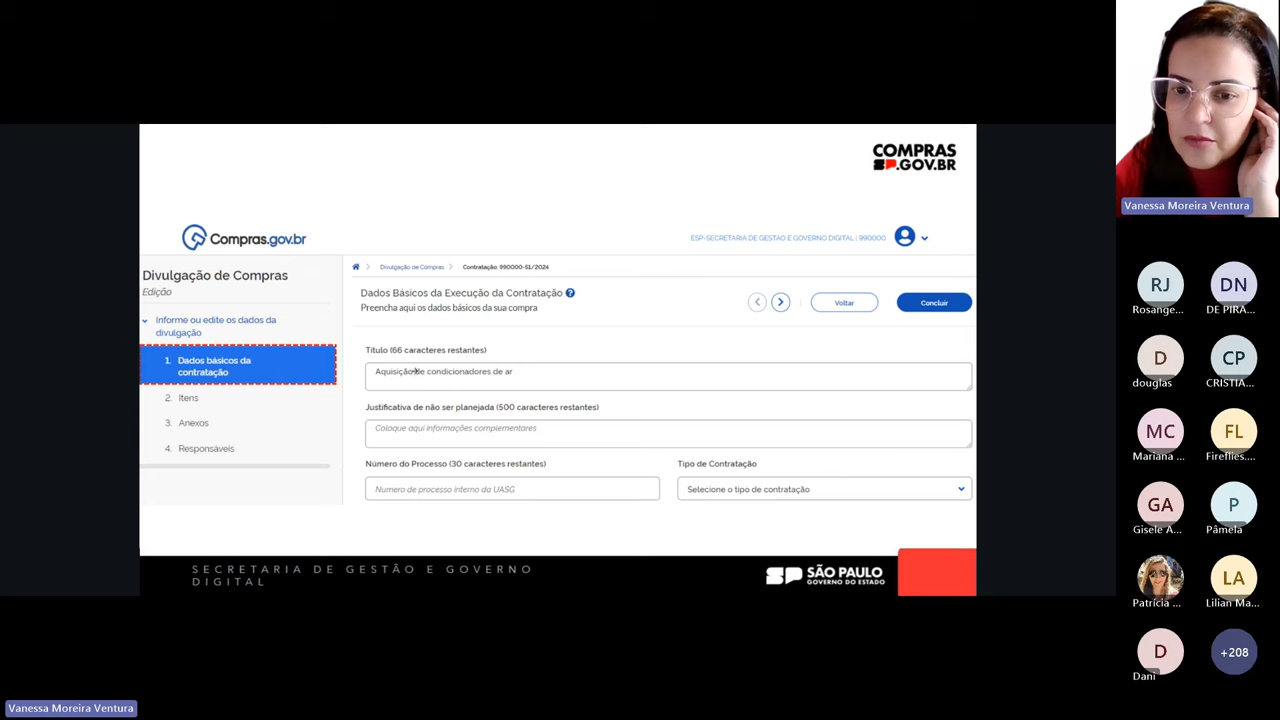 COMPRAS
SP.GOV.BR
Compras.gov.br
ESP-SECRETARIA DE GESTAO E GOVERNO DIGITAL | 990000
Divulgação de Compras
Edição
Informe ou edite os dados da
divulgação
1. Dados básicos da
contratação
2. Itens
3. Anexos
4. Responsáveis
Divulgação de Compras
Contratação: 990000-51/2024
Dados Básicos da Execução da Contratação
Preencha aqui os dados básicos da sua compra
Voltar
Concluir
Título (66 caracteres restantes)
Aquisição de condicionadores de ar
Justificativa de não ser planejada (500 caracteres restantes)
Coloque aqui informações complementares
Número do Processo (30 caracteres restantes)
Tipo de Contratação
Numero de processo interno da UASG
Selecione o tipo de contratação
SECRETARIA DE GESTÃO E GOVERNO
DIGITAL
SP SÃO PAULO
GOVERNO DO ESTADO
Vanessa Moreira Ventura
RJ
Rosange...
DN
DE PIRA...
D
douglas
CP
CRISTIA...
MC
Mariana ...
FL
Fireflies....
GA
Gisele A...
P
Pâmela
Patrícia ...
LA
Lilian Ma...
D
Dani
+208
Vanessa Moreira Ventura